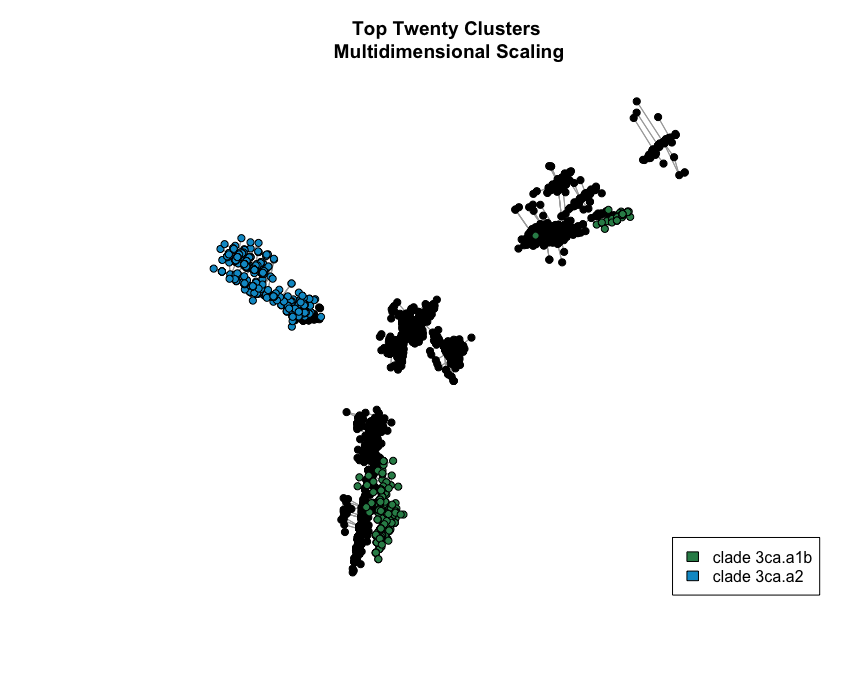 Top Twenty Clusters
Multidimensional Scaling
clade 3ca.a1b
clade 3ca.a2